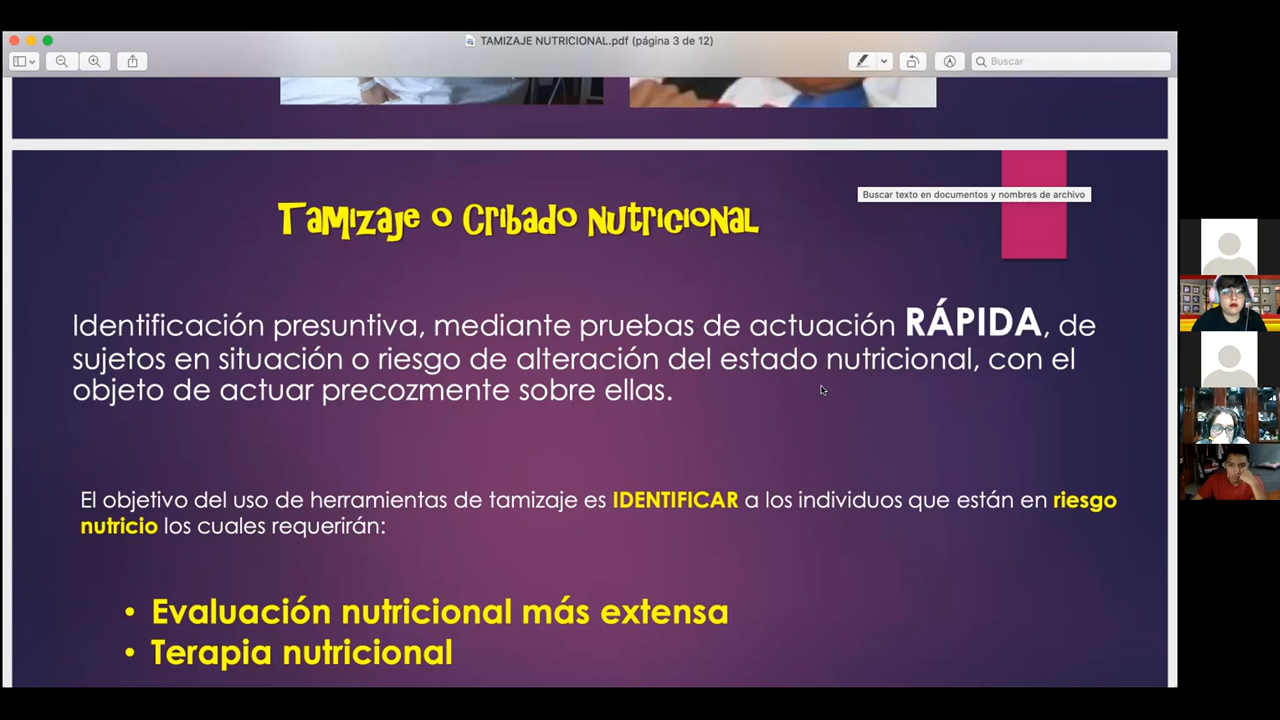 TAMIZAJE NUTRICIONAL.pdf (página 3 de 12)
Buscar
Buscar texto en documentos y nombres de archivo
Tamizaje o Cribado Nutricional
Identificación presuntiva, mediante pruebas de actuación RÁPIDA, de
sujetos en situación o riesgo de alteración del estado nutricional, con el
objeto de actuar precozmente sobre ellas.
El objetivo del uso de herramientas de tamizaje es IDENTIFICAR a los individuos que están en riesgo
nutricio los cuales requerirán:
• Evaluación nutricional más extensa
• Terapia nutricional